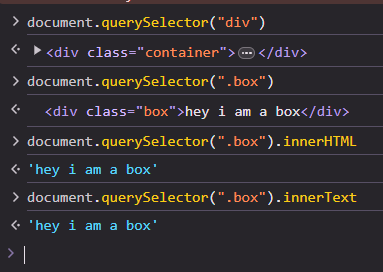 > document.querySelector("div")
<· ▶<div class="container">…</div>
> document.querySelector(".box")
<· <div class="box">hey i am a box</div>
> document.querySelector(".box").innerHTML
<· 'hey i am a box'
> document.querySelector(".box").innerText
<· 'hey i am a box'
>